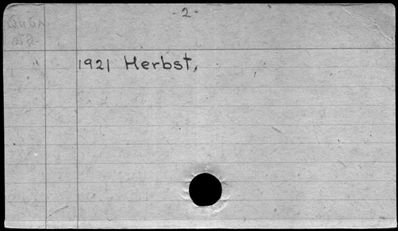 -2-
1921 Herbst,